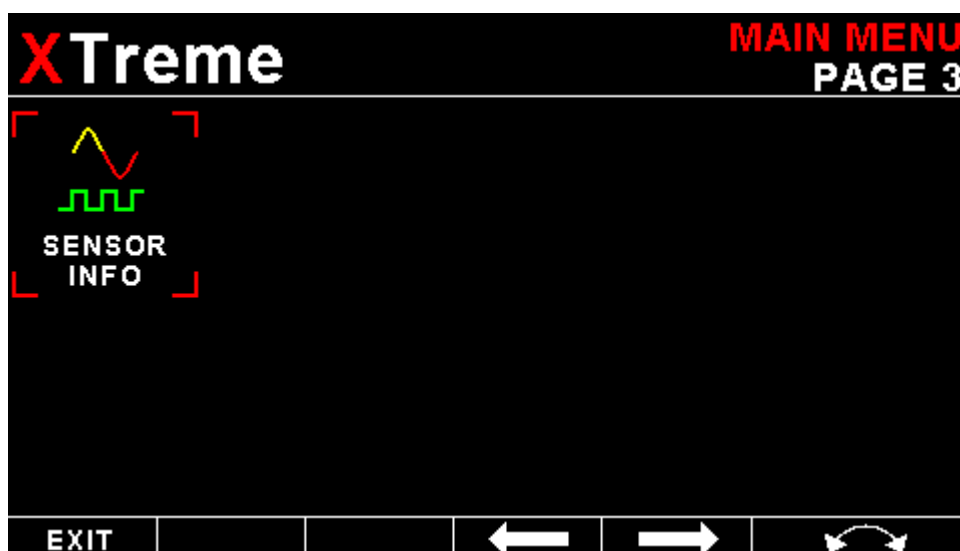 XTreme
MAIN MENU
PAGE 3
SENSOR
INFO
EXIT